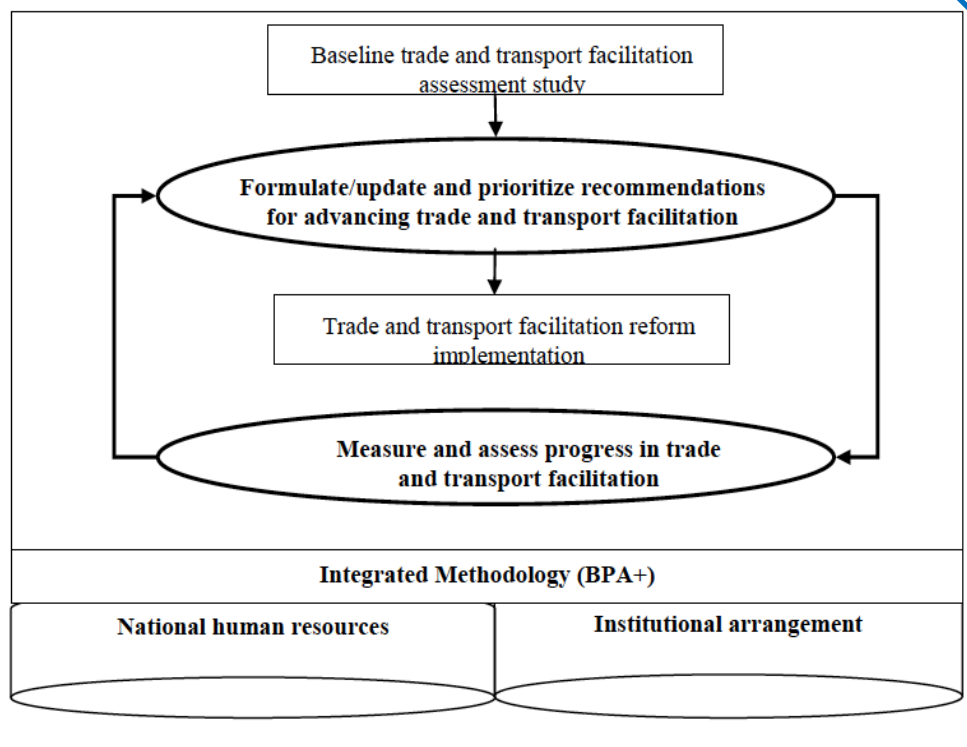 Baseline trade and transport facilitation
assessment study
Formulate/update and prioritize recommendations
for advancing trade and transport facilitation
Trade and transport facilitation reform
implementation
Measure and assess progress in trade
and transport facilitation
Integrated Methodology (BPA+)
National human resources
Institutional arrangement